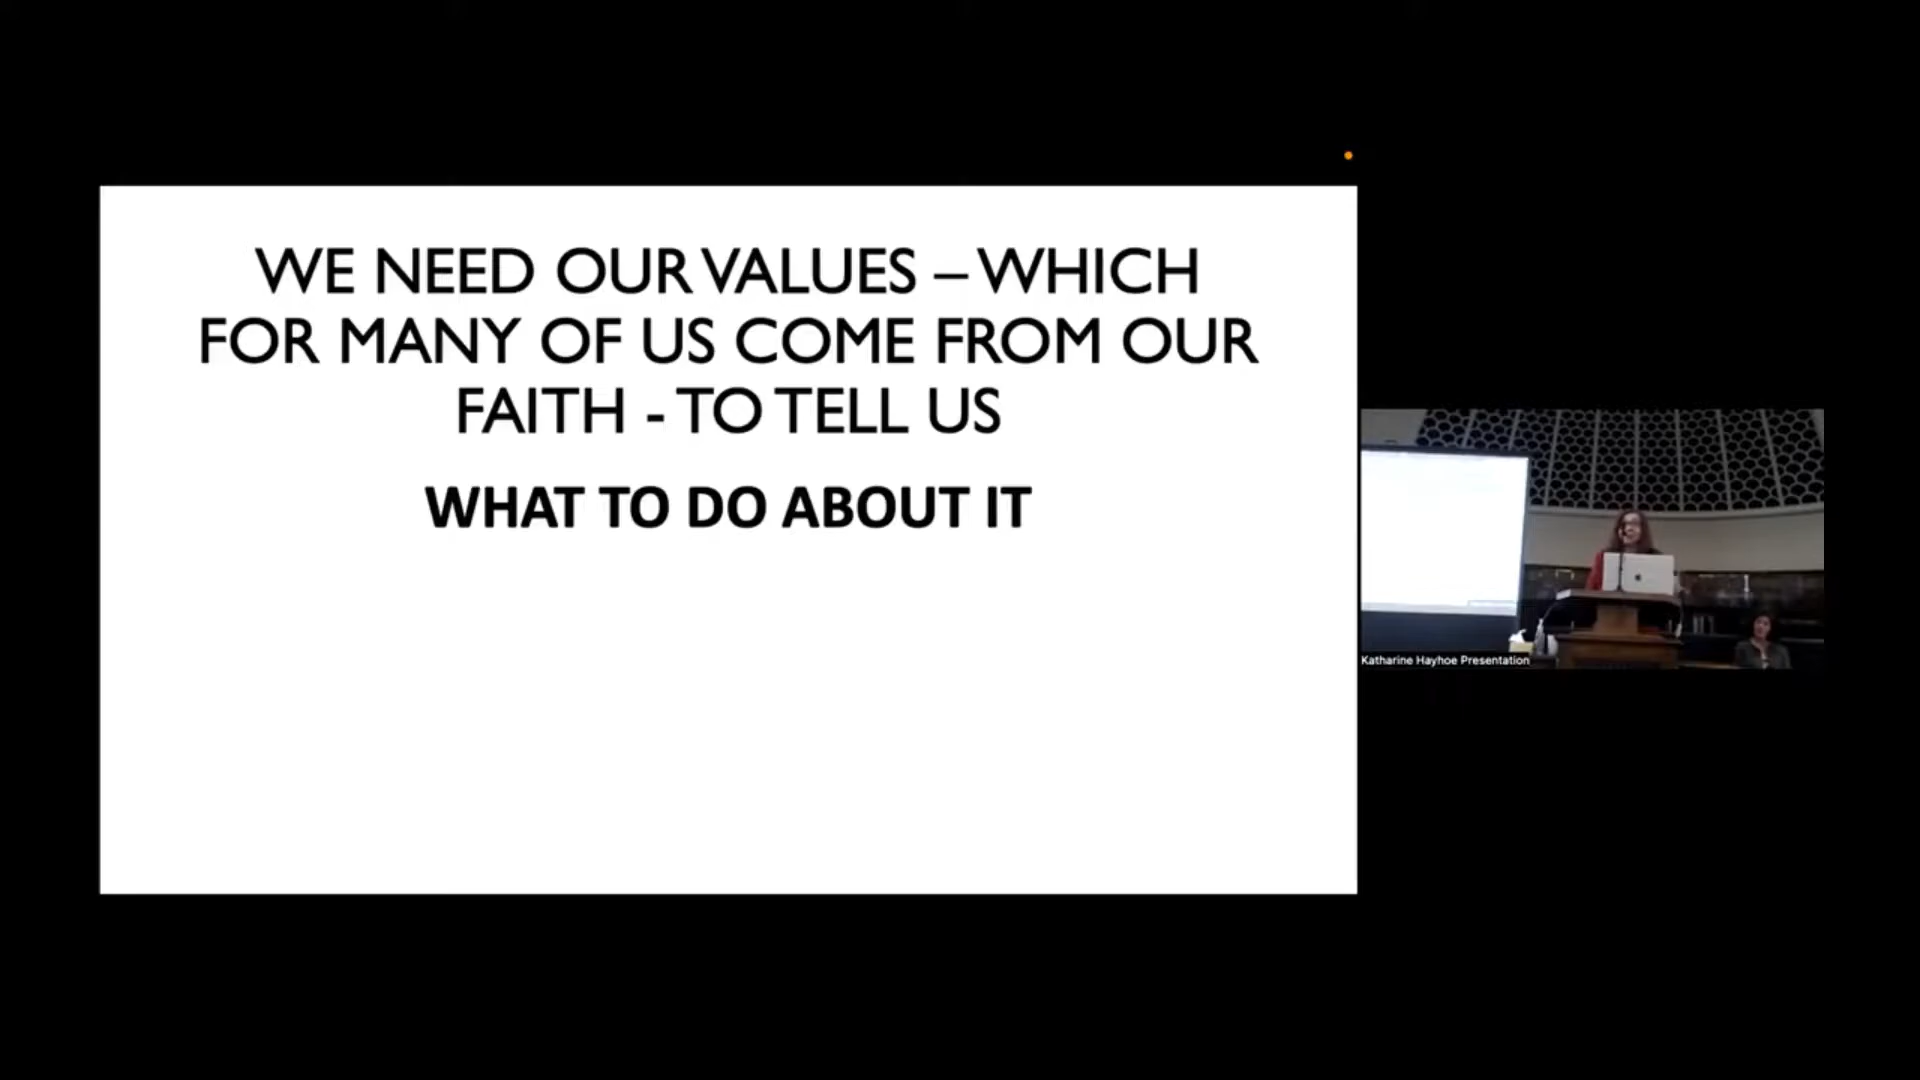 WE NEED OUR VALUES – WHICH
FOR MANY OF US COME FROM OUR
FAITH - TO TELL US
WHAT TO DO ABOUT IT
Katharine Hayhoe Presentation